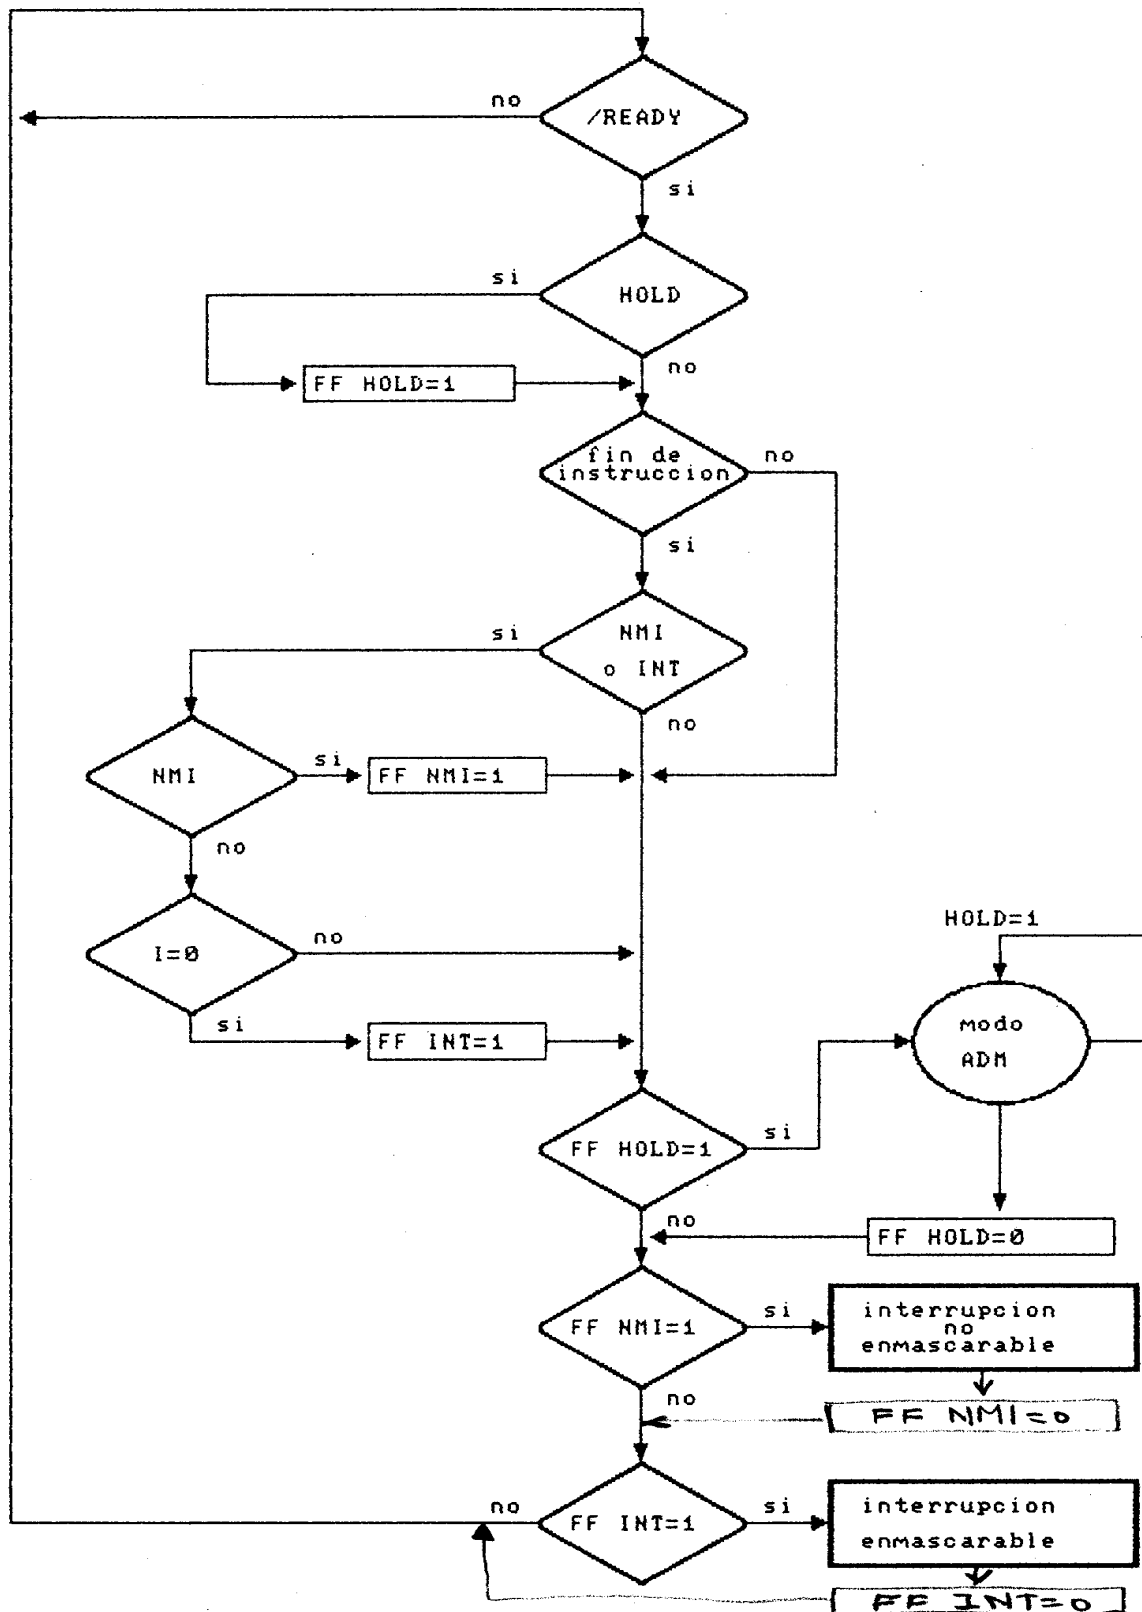 /READY
no
si
HOLD
si
no
FF HOLD=1
fin de
instruccion
no
si
NMI
o INT
si
no
NMI
si
FF NMI=1
no
I=0
no
si
FF INT=1
HOLD=1
modo
ADM
FF HOLD=1
si
no
FF HOLD=0
FF NMI=1
si
interrupcion
no
enmascarable
no
FF NMI=0
FF INT=1
no
si
interrupcion
enmascarable
FF INT=0